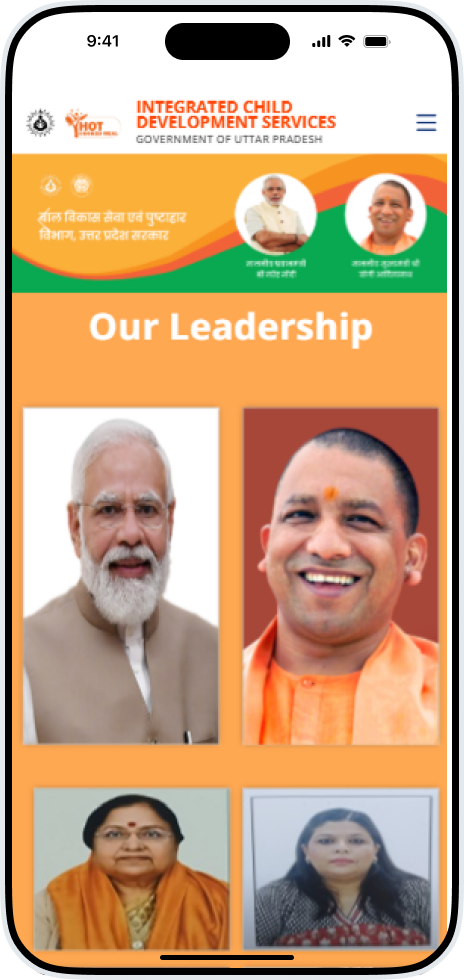 9:41
INTEGRATED CHILD
DEVELOPMENT SERVICES
GOVERNMENT OF UTTAR PRADESH
HOT
बाल विकास सेवा एवं पुष्टाहार
विभाग, उत्तर प्रदेश सरकार
Our Leadership